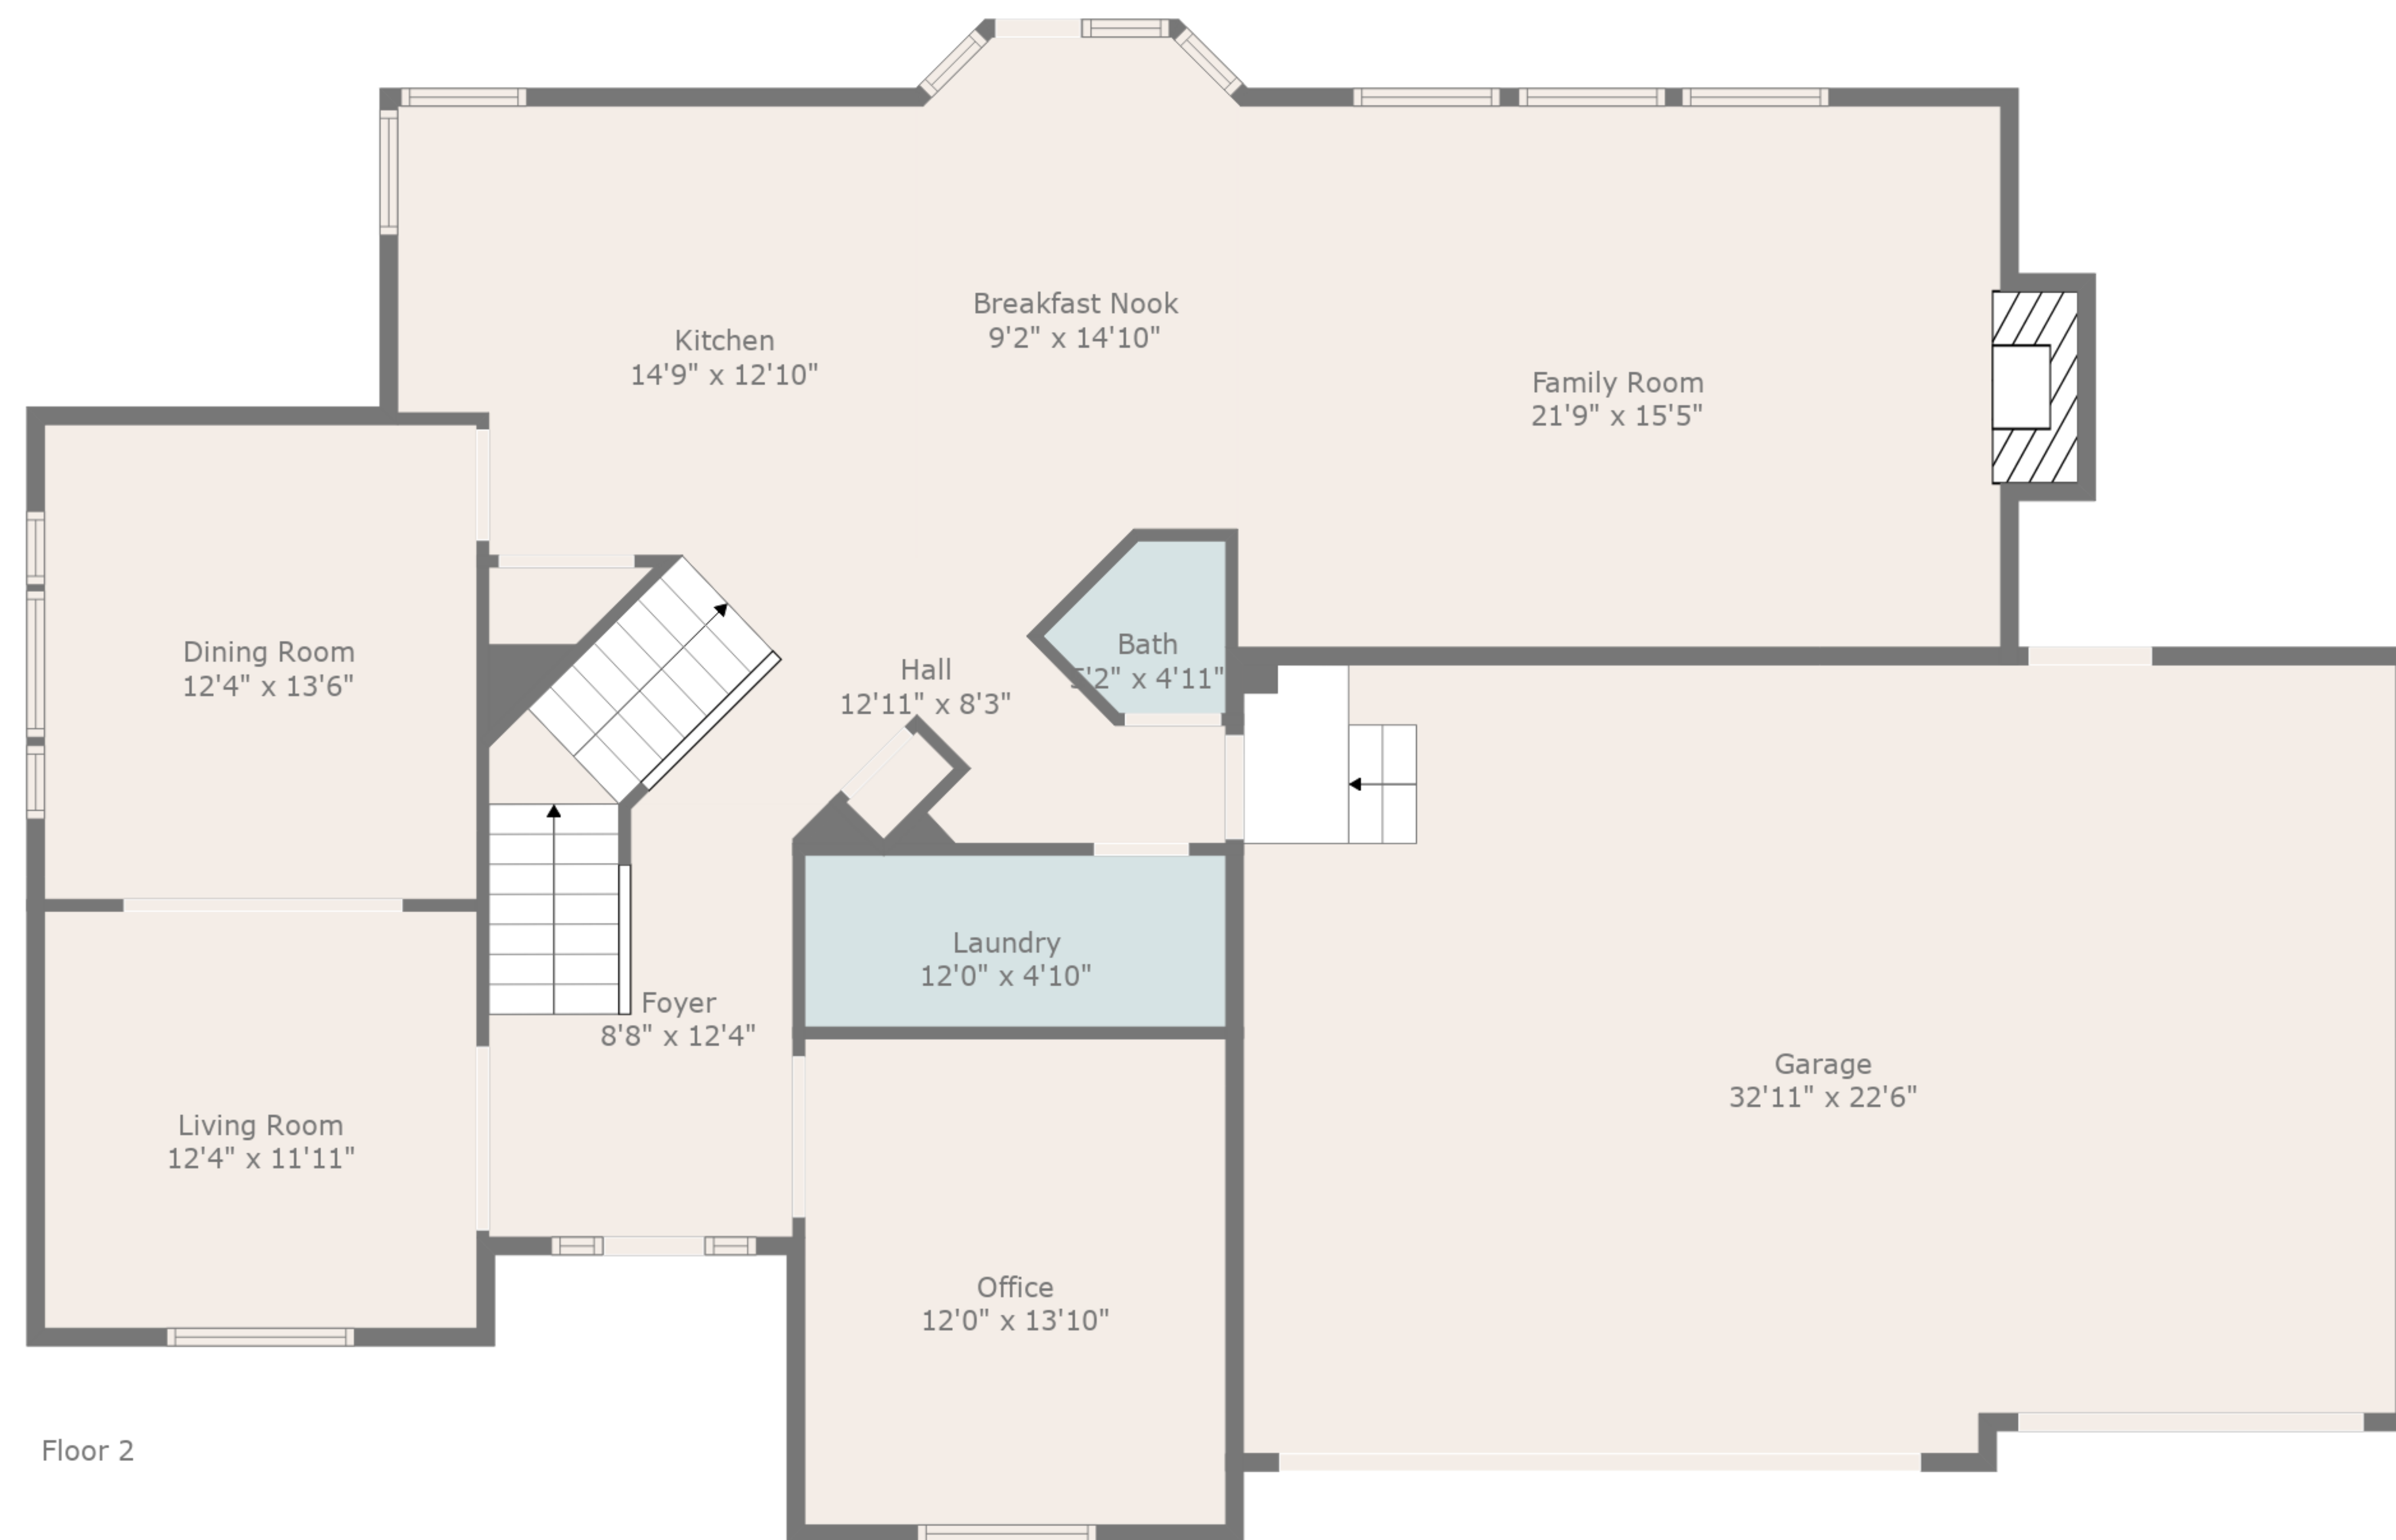 Breakfast Nook
9'2" x 14'10"
Kitchen
14'9" x 12'10"
Family Room
21'9" x 15'5"
Dining Room
12'4" x 13'6"
Hall
12'11" x 8'3"
Bath
5'2" x 4'11"
Laundry
12'0" x 4'10"
Foyer
8'8" x 12'4"
Garage
32'11" x 22'6"
Living Room
12'4" x 11'11"
Office
12'0" x 13'10"
Floor 2